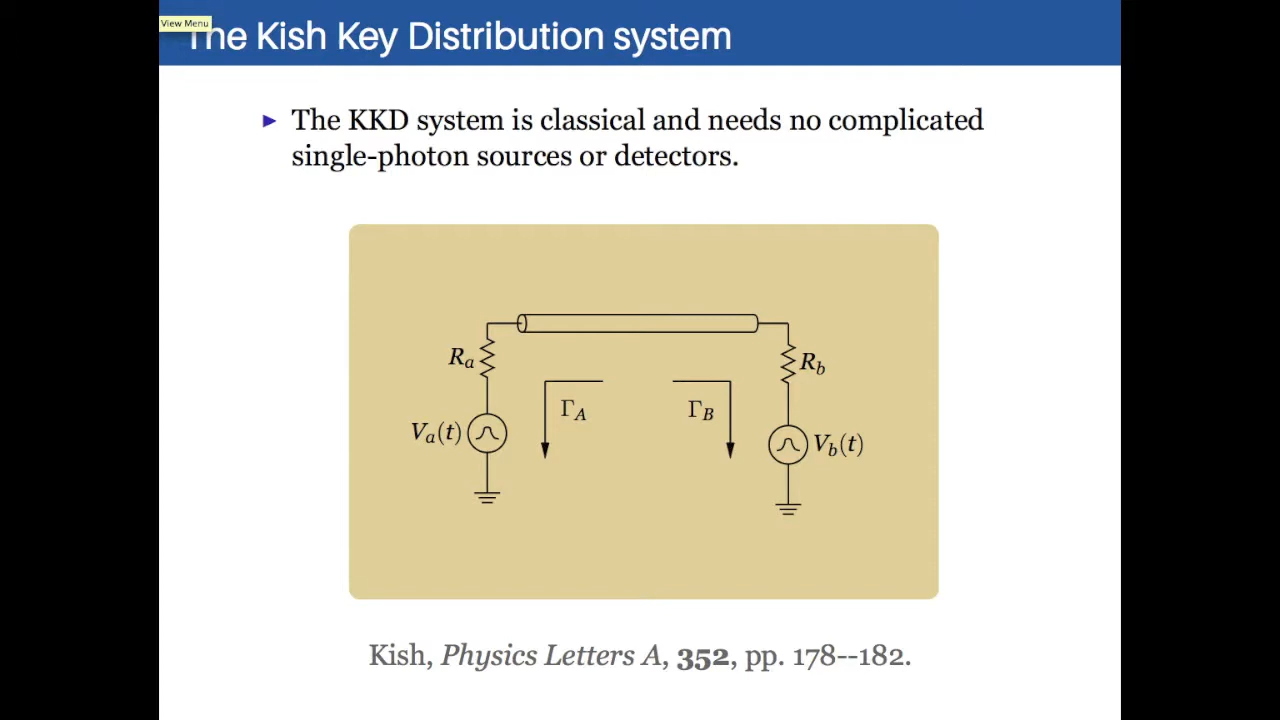 View Menu
The Kish Key Distribution system
► The KKD system is classical and needs no complicated
single-photon sources or detectors.
Ra
Rb
ΓA
ΓB
Va(t)
Vb(t)
Kish, Physics Letters A, 352, pp. 178--182.